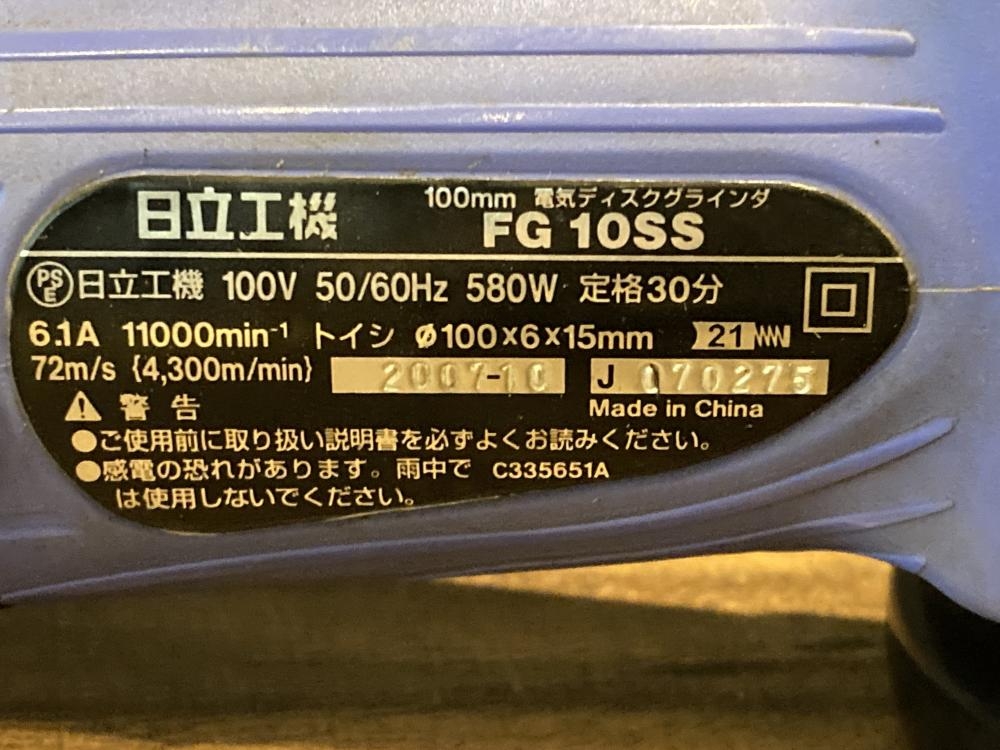 日立工機 100mm 電気ディスクグラインダ
FG 10SS
PSE 日立工機 100V 50/60Hz 580W 定格30分
6.1A 11000min⁻¹ トイシ φ100×6×15mm 21
72m/s {4,300m/min} 2007-10 J 070275
Made in China
警告
●ご使用前に取り扱い説明書を必ずよくお読みください。
●感電の恐れがあります。雨中で C335651A
は使用しないでください。